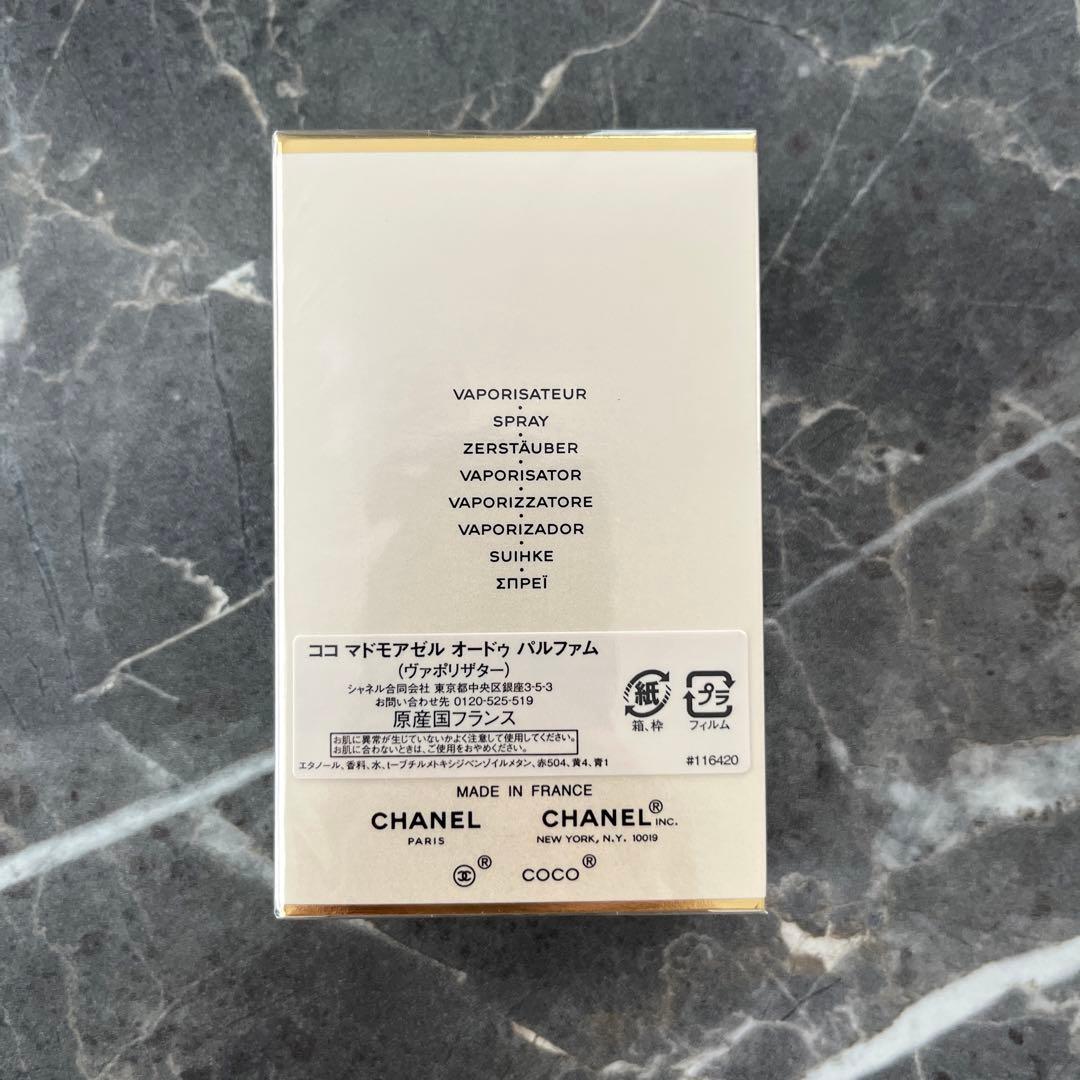 VAPORISATEUR
SPRAY
ZERSTÄUBER
VAPORISATOR
VAPORIZZATORE
VAPORIZADOR
SUIHKE
ΣΠΡΕΪ
ココ マドモアゼル オードゥ パルファム
(ヴァポリザター)
シャネル合同会社 東京都中央区銀座3-5-3
お問い合わせ先 0120-525-519
原産国フランス
お肌に異常が生じていないかよく注意して使用してください。
お肌に合わないときは、ご使用をおやめください。
エタノール、香料、水、t-ブチルメトキシジベンゾイルメタン、赤504、黄4、青1
紙
箱、枠
プラ
フィルム
#116420
MADE IN FRANCE
CHANEL
PARIS
CHANEL® INC.
NEW YORK, N.Y. 10019
®
COCO®